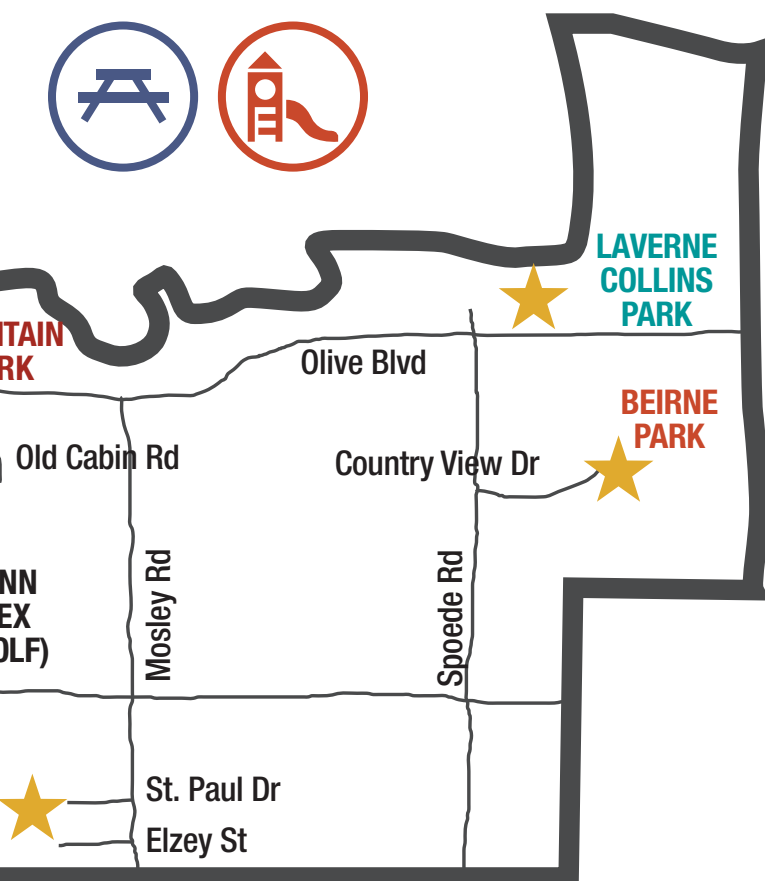 LAVERNE
COLLINS
PARK
NTAIN
RK
Olive Blvd
BEIRNE
PARK
Old Cabin Rd
Country View Dr
NN
EX
OLF)
Mosley Rd
Spoede Rd
St. Paul Dr
Elzey St